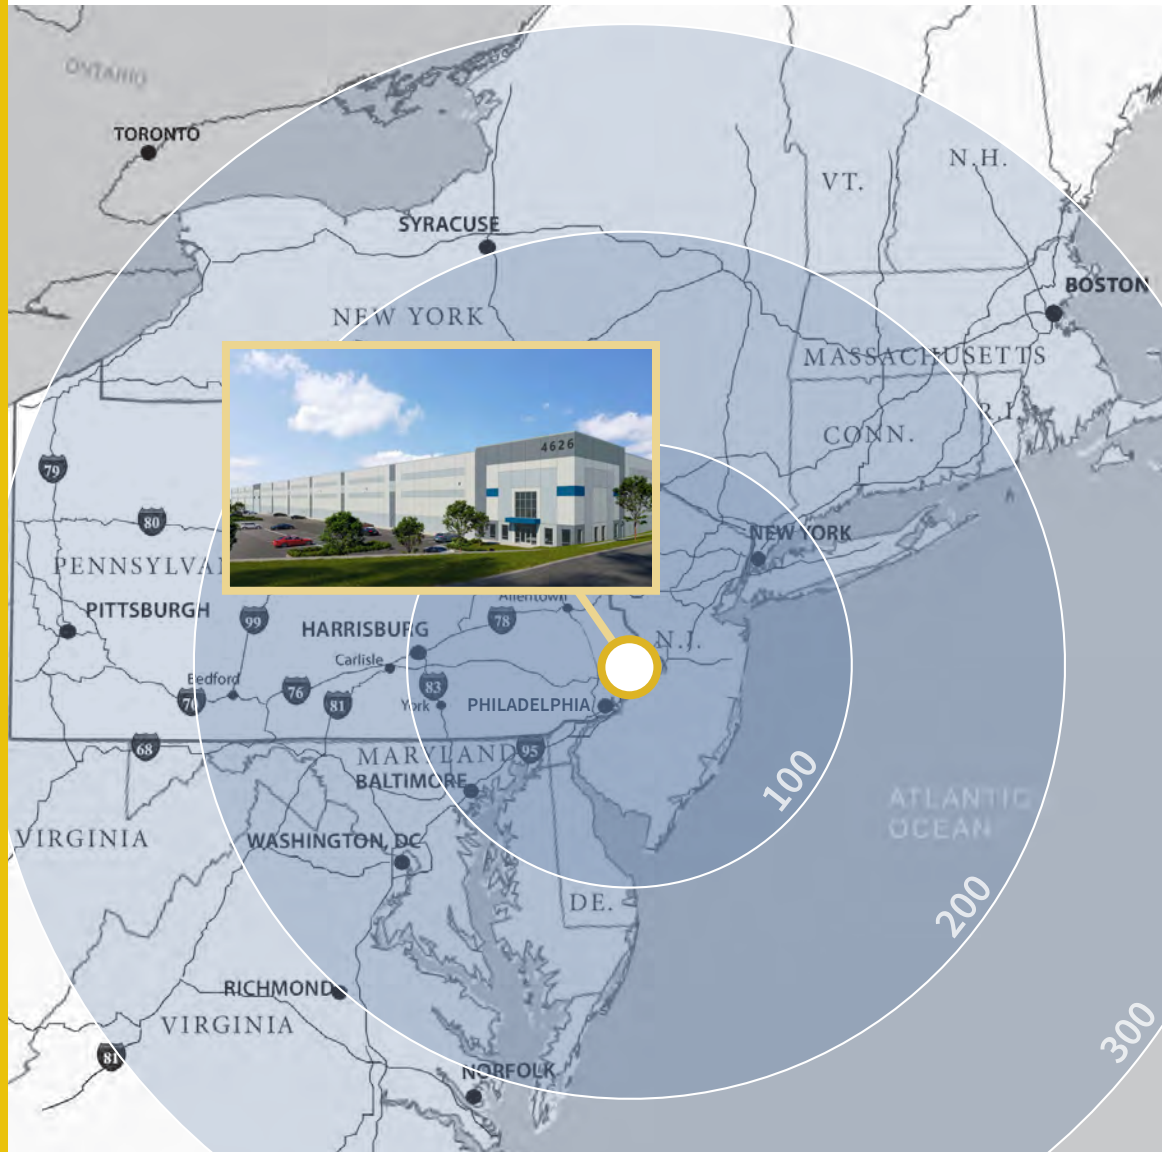 ONTARIO
TORONTO
N.H.
VT.
SYRACUSE
BOSTON
NEW YORK
MASSACHUSETTS
R.I.
CONN.
4626
79
80
NEW YORK
PENNSYLVAN
Allentown
PITTSBURGH
99
78
HARRISBURG
N.J.
Carlisle
Bedford
76
83
70
81
York
PHILADELPHIA
68
MARYLAND
95
BALTIMORE
100
ATLANTIC
OCEAN
VIRGINIA
WASHINGTON, DC
DE.
200
RICHMOND
VIRGINIA
300
81
NORFOLK